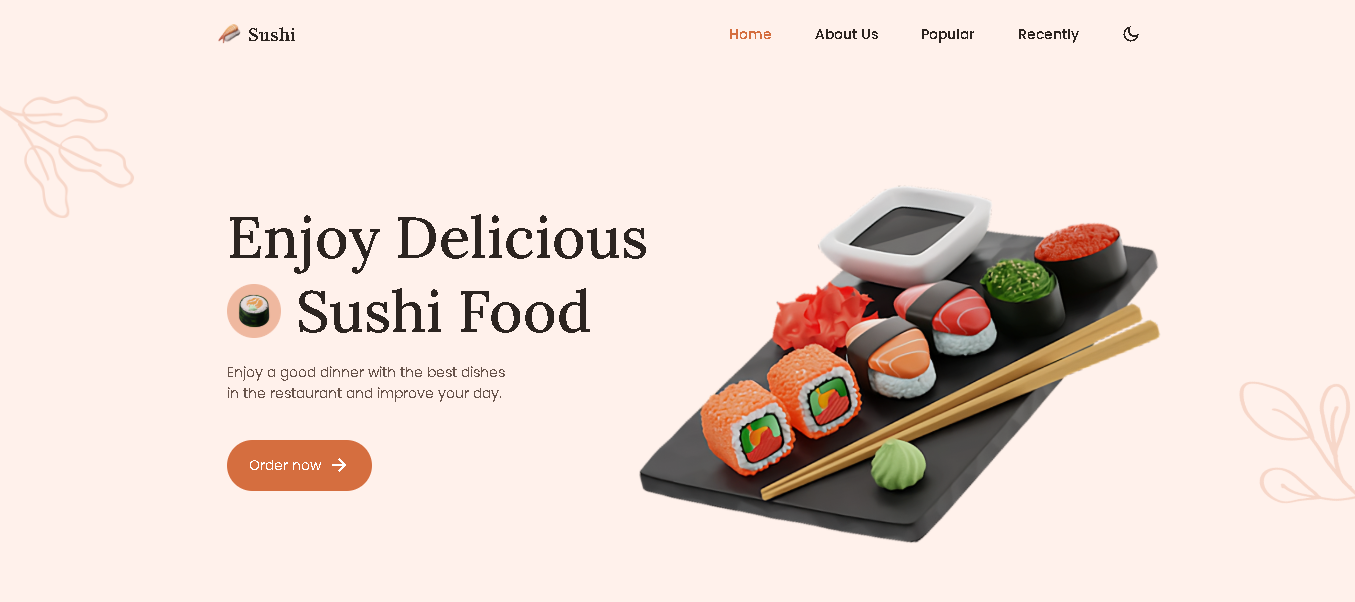 Sushi
Home
About Us
Popular
Recently
Enjoy Delicious
Sushi Food
Enjoy a good dinner with the best dishes
in the restaurant and improve your day.
Order now